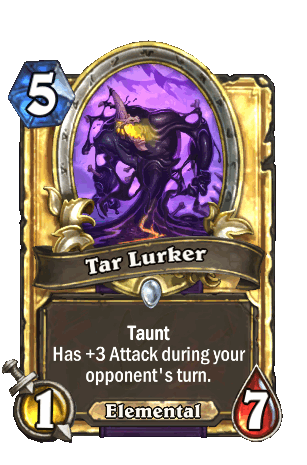 5
Tar Lurker
Taunt
Has +3 Attack during your
opponent's turn.
1
Elemental
7